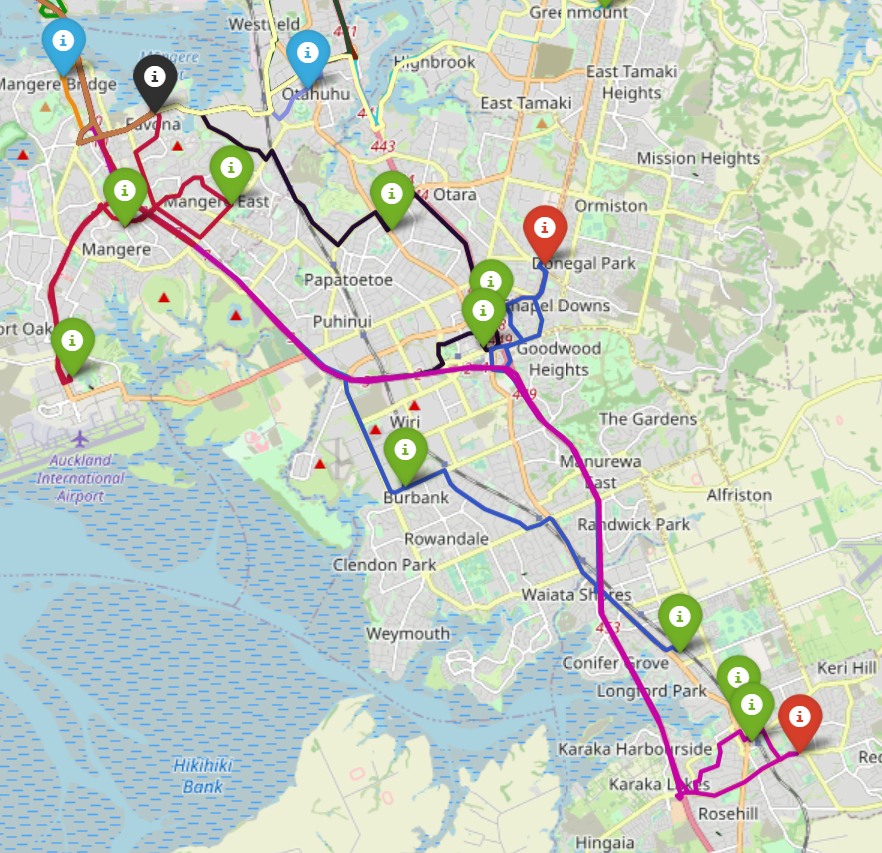 Westfield
Greenmount
441
Mangere
Highbrook
East Tamaki
Heights
Mangere Bridge
Otahuhu
East Tamaki
Favona
443
Mission Heights
Mangere East
Otara
Ormiston
Mangere
Donegal Park
Papatoetoe
Chapel Downs
Puhinui
Goodwood
Heights
449
Wiri
The Gardens
Auckland
International
Airport
Manurewa
East
Burbank
Alfriston
Randwick Park
Rowandale
Clendon Park
Waiata Shores
453
Weymouth
Conifer Grove
Keri Hill
Longford Park
Karaka Harbourside
Hikihiki
Bank
Karaka Lakes
Rosehill
Hingaia